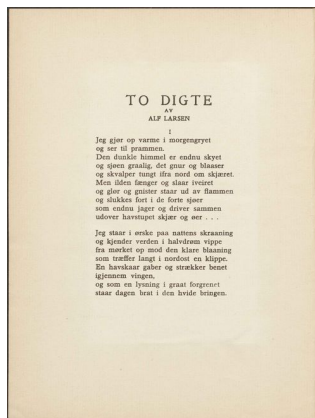 TO DIGTE
AV
ALF LARSEN
I
Jeg gjør op varme i morgengryet
og ser til prammen.
Den dunkle himmel er endnu skyet
og sjøen graalig, det gnur og blaaser
og skvalper tungt ifra nord om skjæret.
Men ilden fænger og slaar iveiret
og glør og gnister staar ud av flammen
og slukkes fort i de forte sjøer
som endnu jager og driver sammen
udover havstupet skjær og øer . . .
Jeg staar i ørske paa nattens skraaning
og kjender verden i halvdrøm vippe
fra mørket op mod den klare blaaning
som træffer langt i nordost en klippe.
En havskaar gaber og strækker benet
igjennem vingen,
og som en lysning i graat forgrenet
staar dagen brat i den hvide bringen.